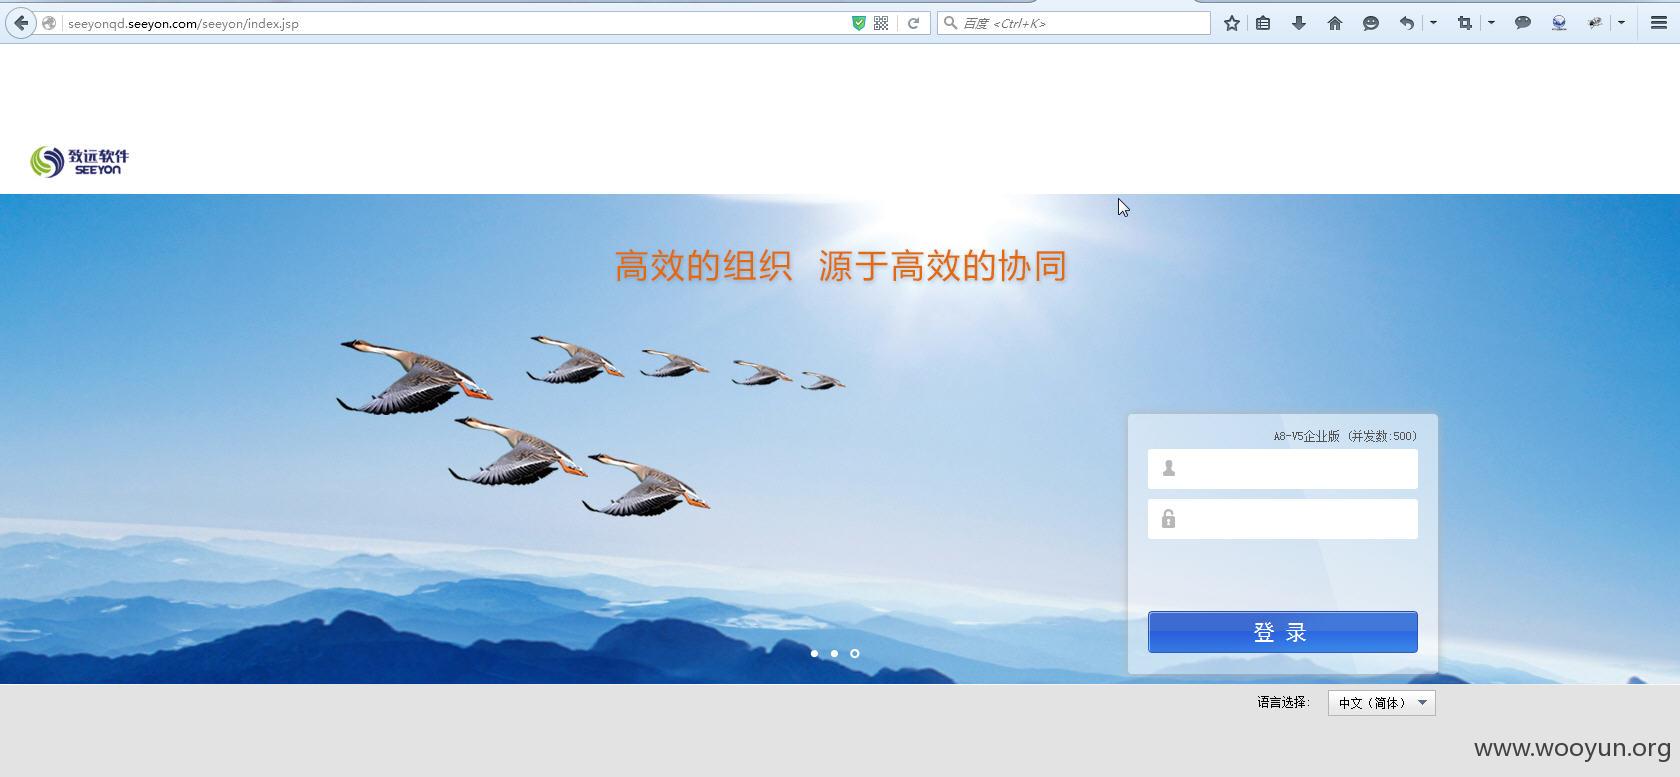 seeyonqd.seeyon.com/seeyon/index.jsp
百度 <Ctrl+K>
致远软件
SEEYON
高效的组织 源于高效的协同
A8-V5企业版 (并发数:500)
登 录
语言选择: 中文（简体）
www.wooyun.org